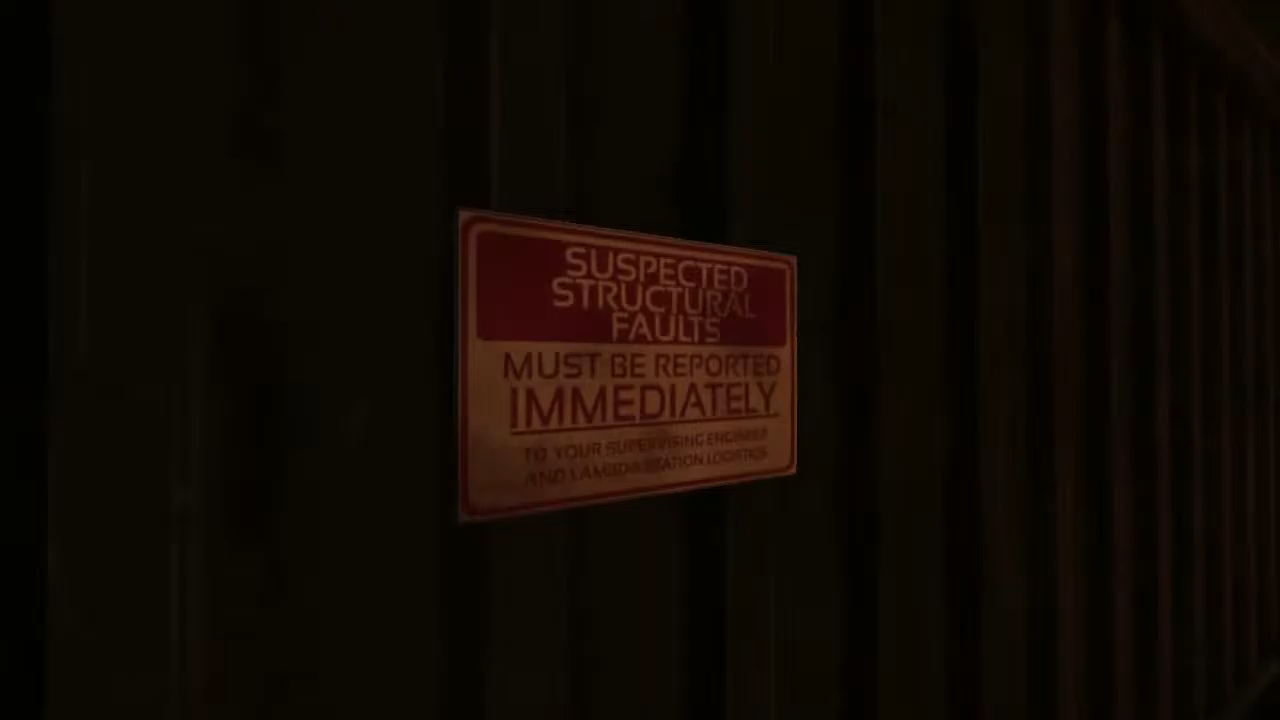 SUSPECTED
STRUCTURAL
FAULTS
MUST BE REPORTED
IMMEDIATELY
TO YOUR SUPERVISING ENGINEER
AND LAMBDA STATION LOGISTICS